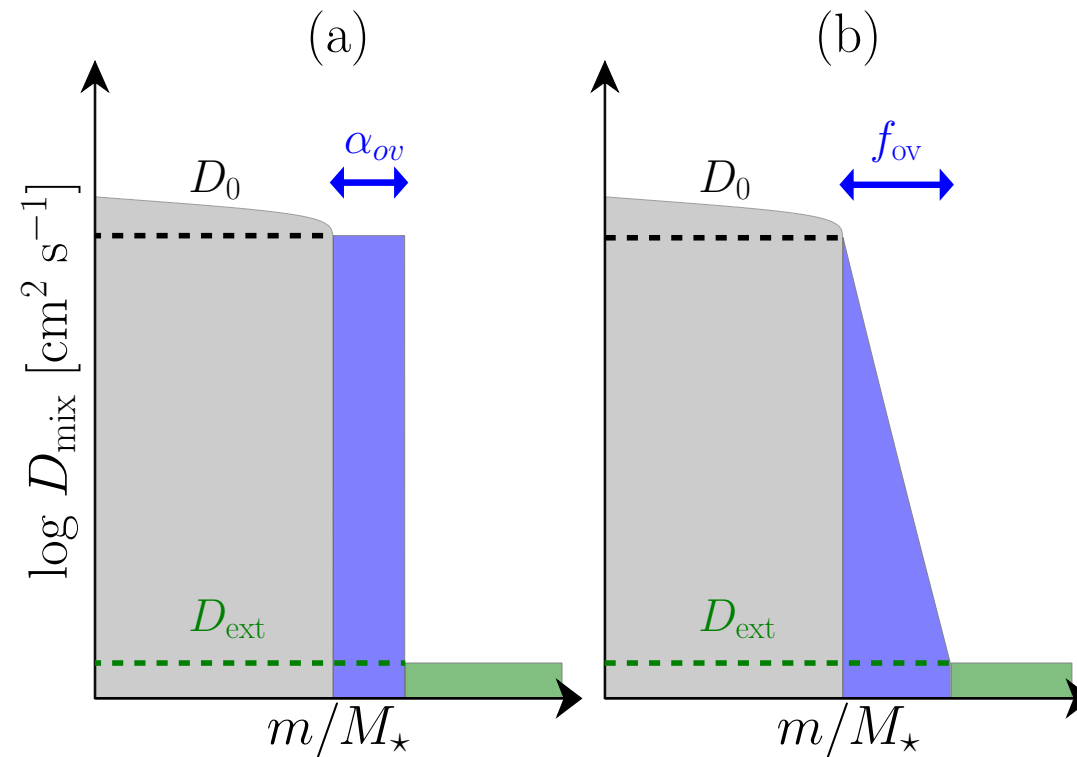 (a)
α_ov
D_0
log D_mix [cm^2 s^−1]
D_ext
m/M_⋆
(b)
f_ov
D_0
D_ext
m/M_⋆